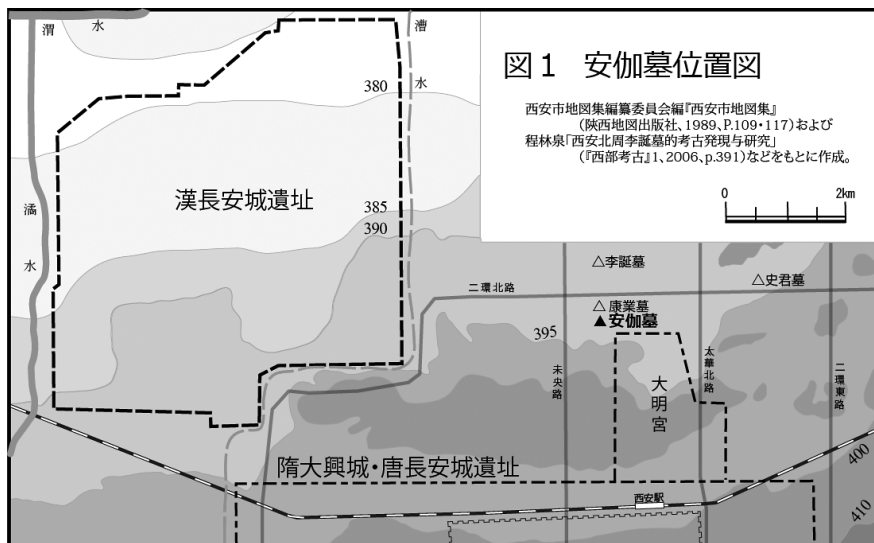 図1 安伽墓位置図
西安市地図集編纂委員会編『西安市地図集』
(陝西地図出版社、1989、P.109・117)および
程林泉「西安北周李誕墓的考古発現与研究」
(『西部考古』1、2006、p.391)などをもとに作成。
0 2km
渭水
漕水
380
漢長安城遺址
385
390
潏水
△李誕墓
二環北路
△史君墓
△康業墓
▲安伽墓
395
未央路
太華北路
大明宮
二環東路
隋大興城・唐長安城遺址
400
西安駅
410